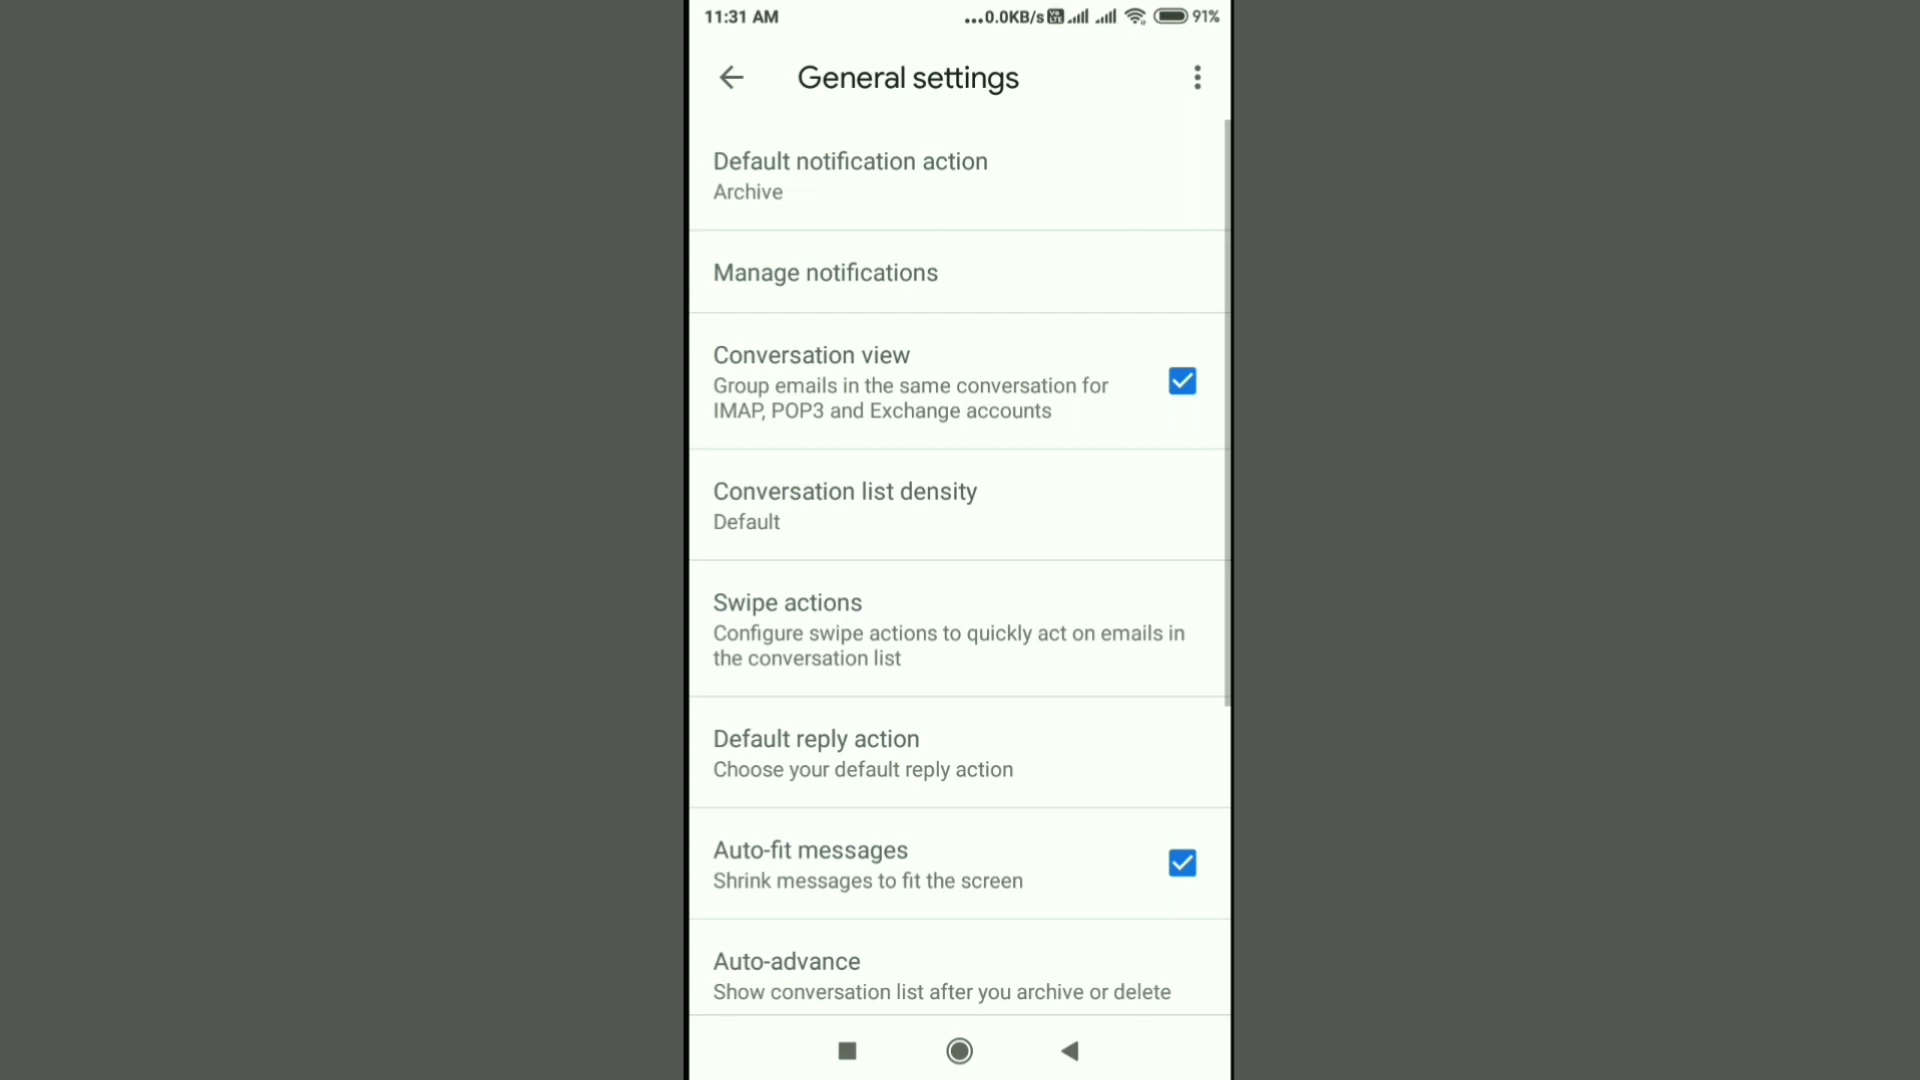 11:31 AM
...0.0KB/s Vo LTE 91%
General settings
Default notification action
Archive
Manage notifications
Conversation view
Group emails in the same conversation for
IMAP, POP3 and Exchange accounts
Conversation list density
Default
Swipe actions
Configure swipe actions to quickly act on emails in
the conversation list
Default reply action
Choose your default reply action
Auto-fit messages
Shrink messages to fit the screen
Auto-advance
Show conversation list after you archive or delete